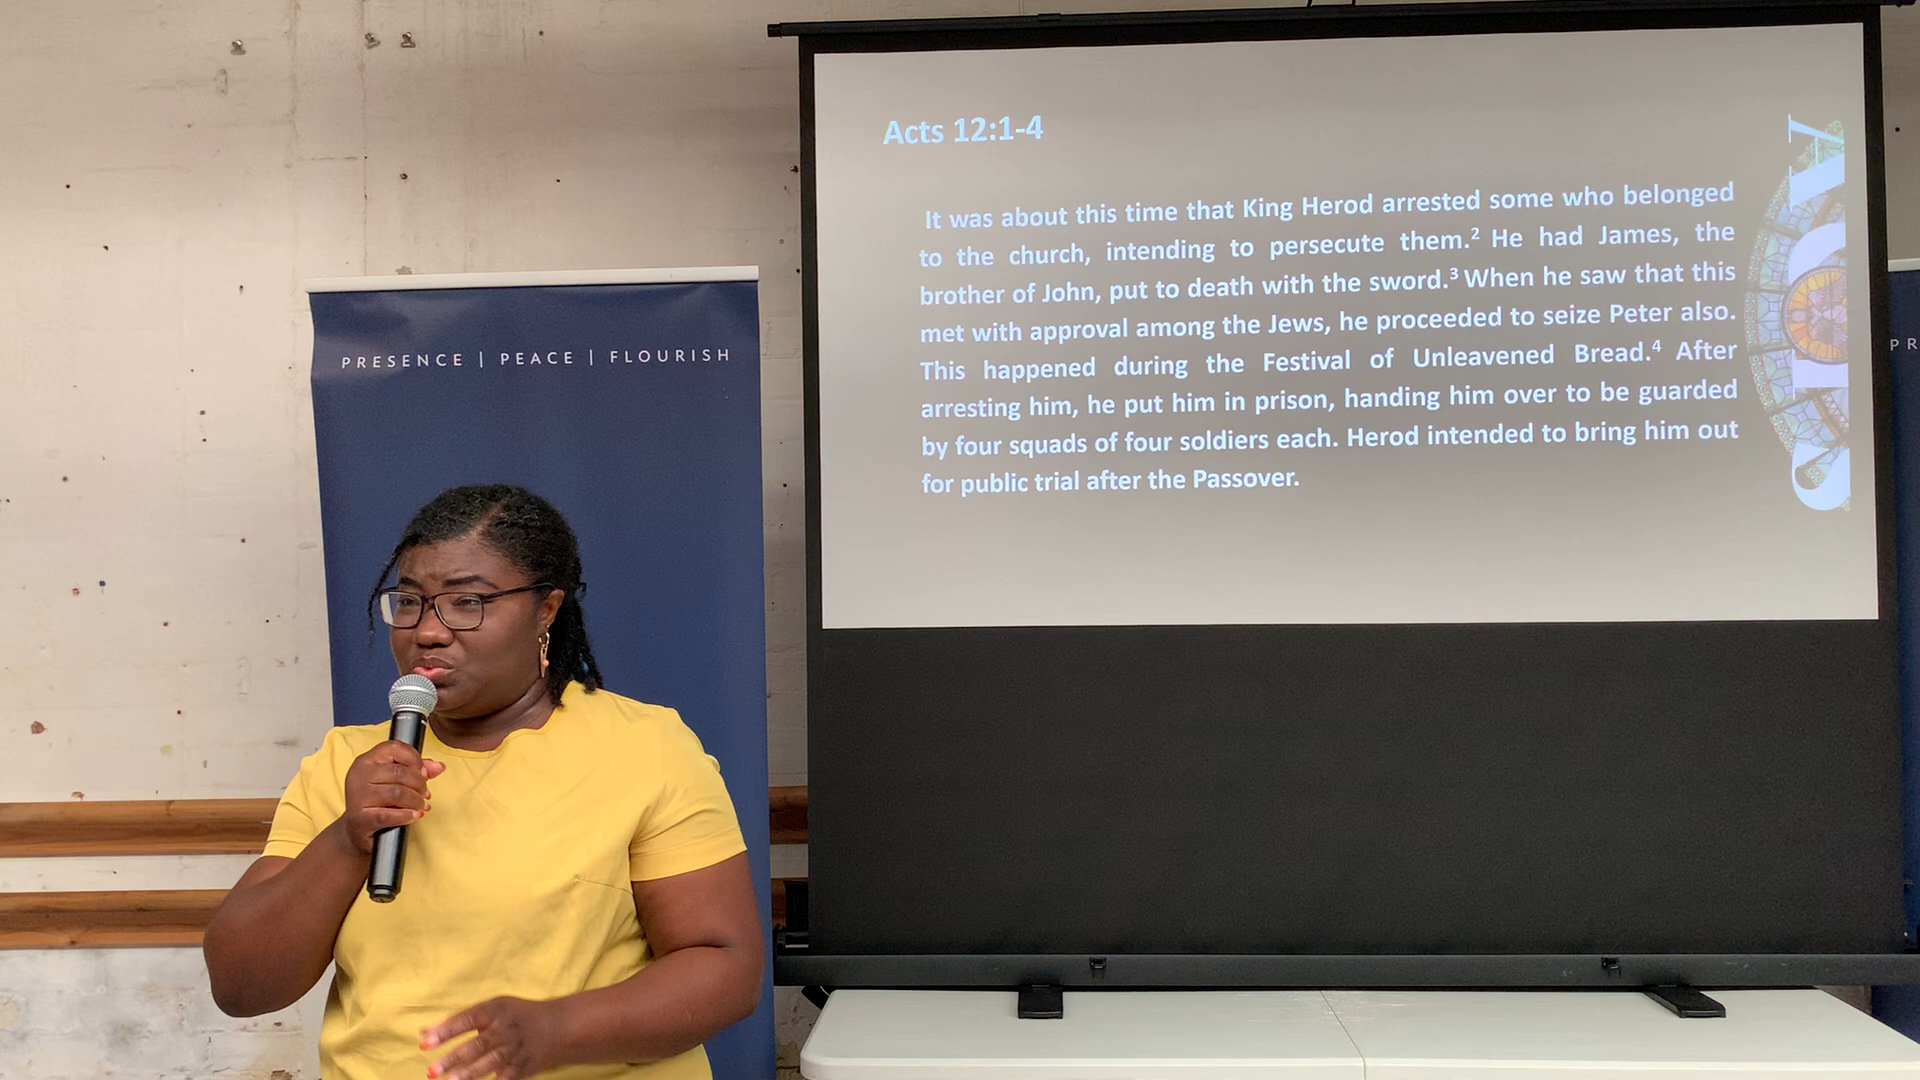 PRESENCE | PEACE | FLOURISH
Acts 12:1-4
It was about this time that King Herod arrested some who belonged
to the church, intending to persecute them.² He had James, the
brother of John, put to death with the sword.³ When he saw that this
met with approval among the Jews, he proceeded to seize Peter also.
This happened during the Festival of Unleavened Bread.⁴ After
arresting him, he put him in prison, handing him over to be guarded
by four squads of four soldiers each. Herod intended to bring him out
for public trial after the Passover.
PR